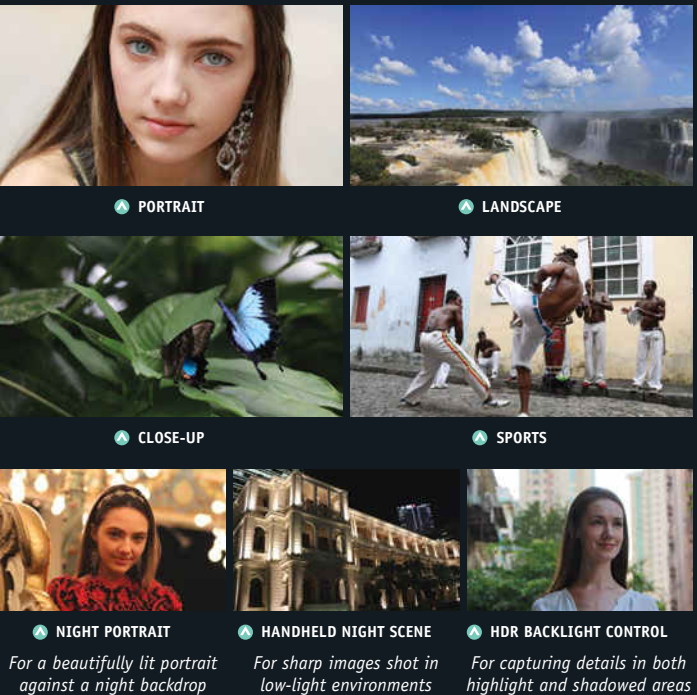 PORTRAIT
LANDSCAPE
CLOSE-UP
SPORTS
NIGHT PORTRAIT
For a beautifully lit portrait
against a night backdrop
HANDHELD NIGHT SCENE
For sharp images shot in
low-light environments
HDR BACKLIGHT CONTROL
For capturing details in both
highlight and shadowed areas